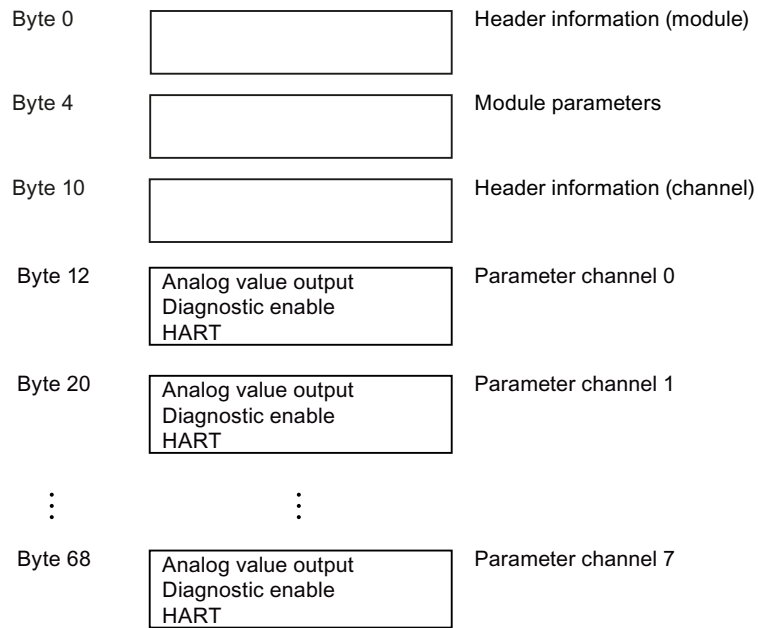 Byte 0
Header information (module)
Byte 4
Module parameters
Byte 10
Header information (channel)
Byte 12
Analog value output
Diagnostic enable
HART
Parameter channel 0
Byte 20
Analog value output
Diagnostic enable
HART
Parameter channel 1
Byte 68
Analog value output
Diagnostic enable
HART
Parameter channel 7